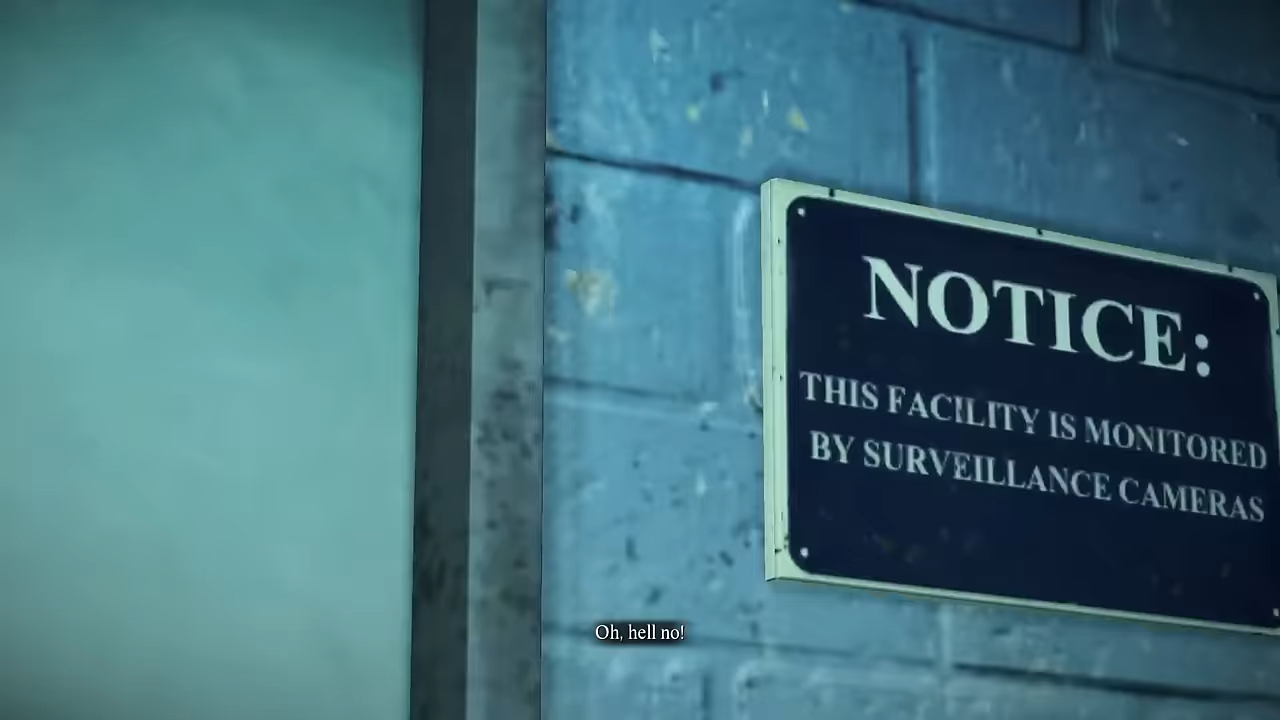 NOTICE:
THIS FACILITY IS MONITORED
BY SURVEILLANCE CAMERAS
Oh, hell no!